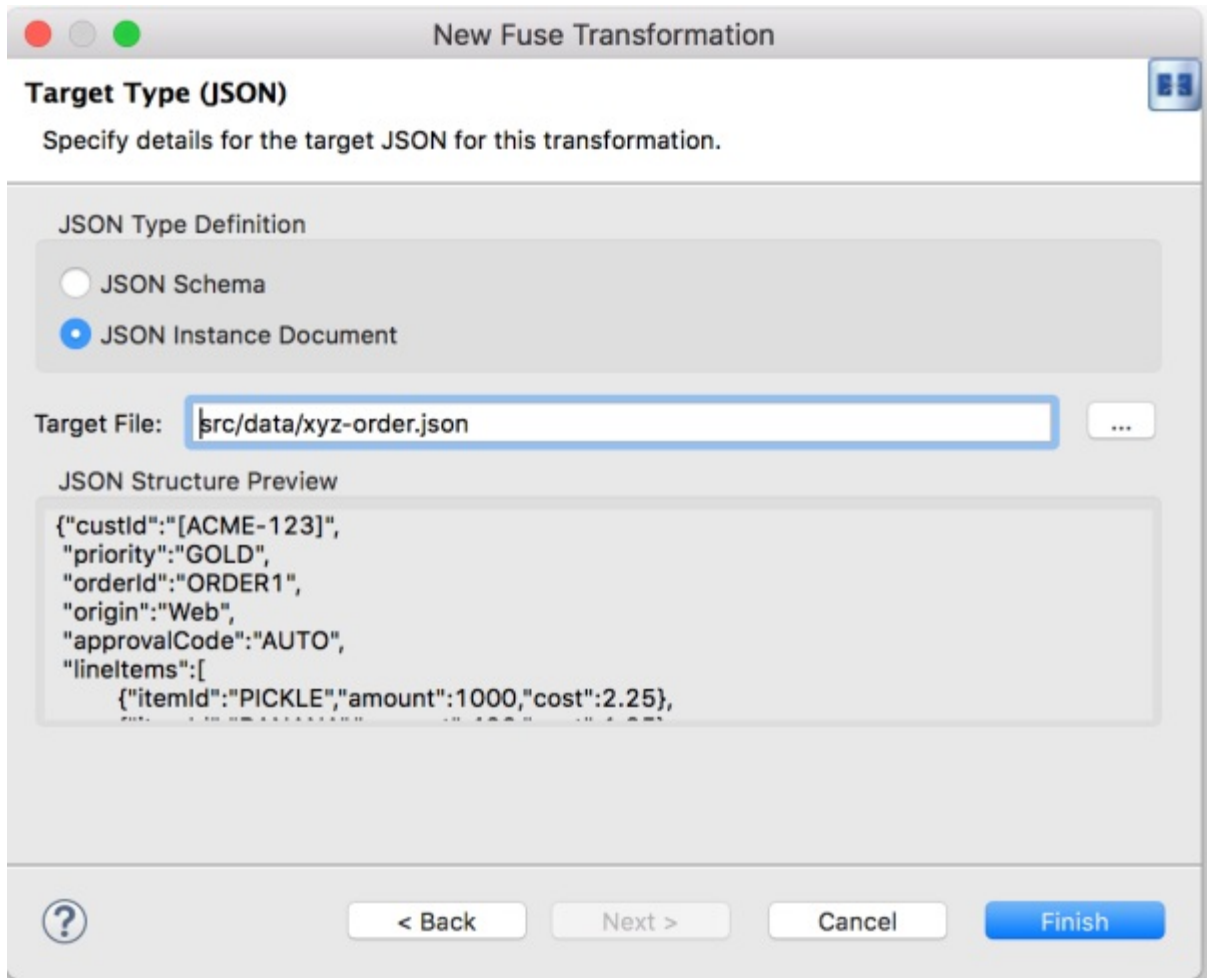 New Fuse Transformation
Target Type (JSON)
Specify details for the target JSON for this transformation.
JSON Type Definition
JSON Schema
JSON Instance Document
Target File: src/data/xyz-order.json ...
JSON Structure Preview
{"custId":"[ACME-123]",
"priority":"GOLD",
"orderId":"ORDER1",
"origin":"Web",
"approvalCode":"AUTO",
"lineItems":[
{"itemId":"PICKLE","amount":1000,"cost":2.25},
? < Back Next > Cancel Finish